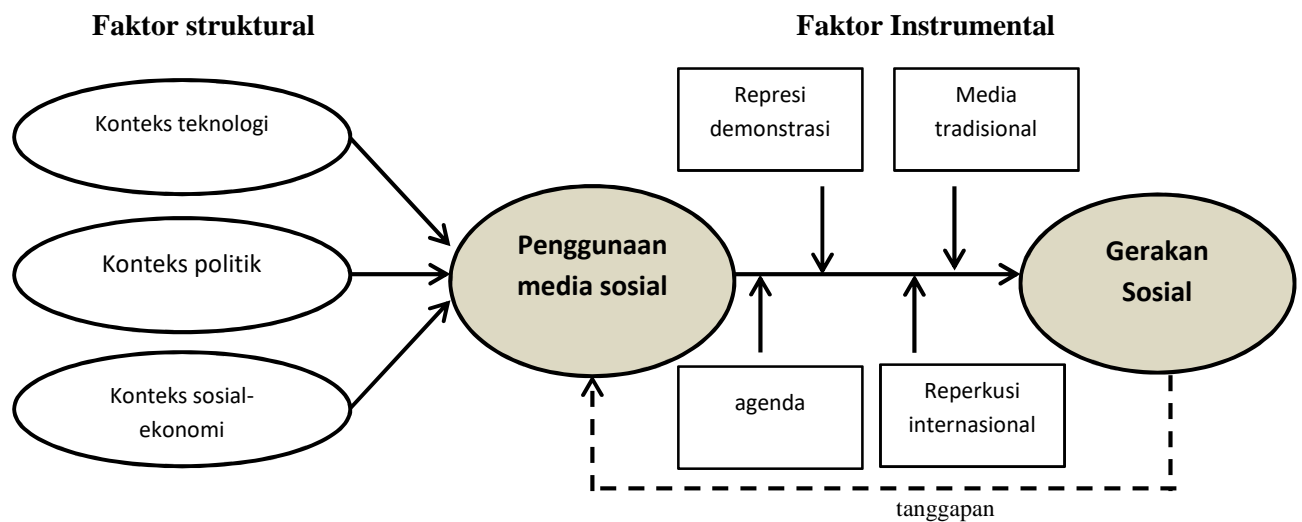 Faktor struktural
Faktor Instrumental
Konteks teknologi
Konteks politik
Konteks sosial-
ekonomi
Penggunaan
media sosial
Represi
demonstrasi
Media
tradisional
agenda
Reperkusi
internasional
Gerakan
Sosial
tanggapan